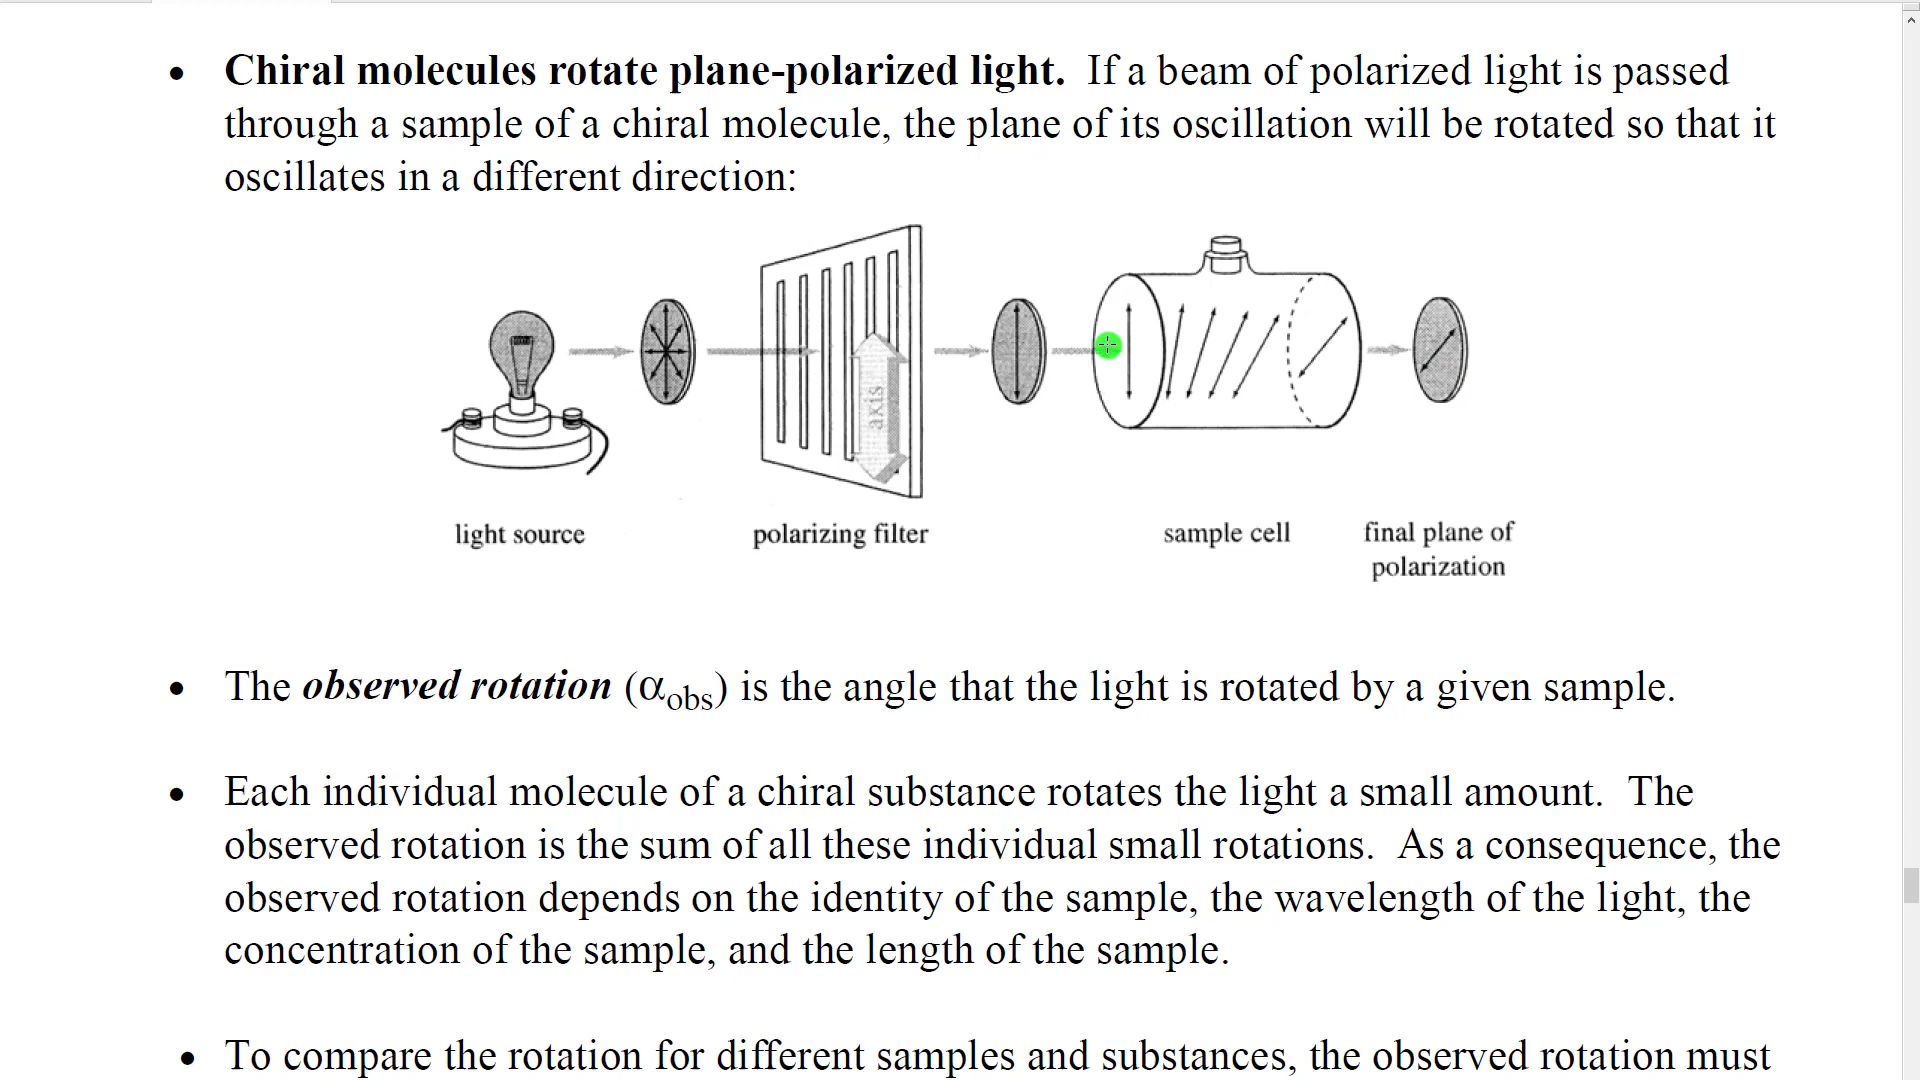 • Chiral molecules rotate plane-polarized light. If a beam of polarized light is passed
through a sample of a chiral molecule, the plane of its oscillation will be rotated so that it
oscillates in a different direction:
axis
light source polarizing filter sample cell final plane of
polarization
• The observed rotation (αobs) is the angle that the light is rotated by a given sample.
• Each individual molecule of a chiral substance rotates the light a small amount. The
observed rotation is the sum of all these individual small rotations. As a consequence, the
observed rotation depends on the identity of the sample, the wavelength of the light, the
concentration of the sample, and the length of the sample.
• To compare the rotation for different samples and substances, the observed rotation must